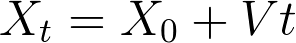 X_t = X_0 + Vt